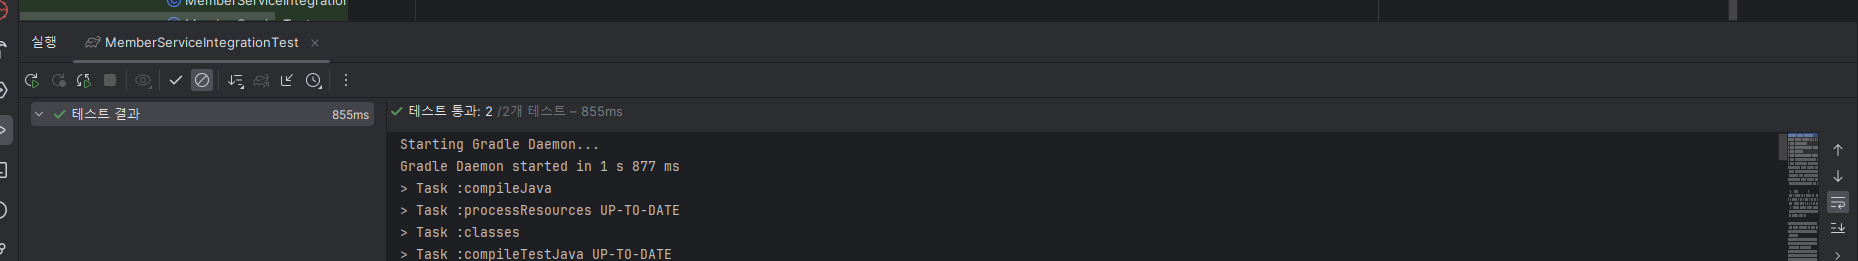 MemberServiceIntegration
실행
MemberServiceIntegrationTest
테스트 결과
855ms
테스트 통과: 2 /2개 테스트 – 855ms
Starting Gradle Daemon...
Gradle Daemon started in 1 s 877 ms
> Task :compileJava
> Task :processResources UP-TO-DATE
> Task :classes
> Task :compileTestJava UP-TO-DATE